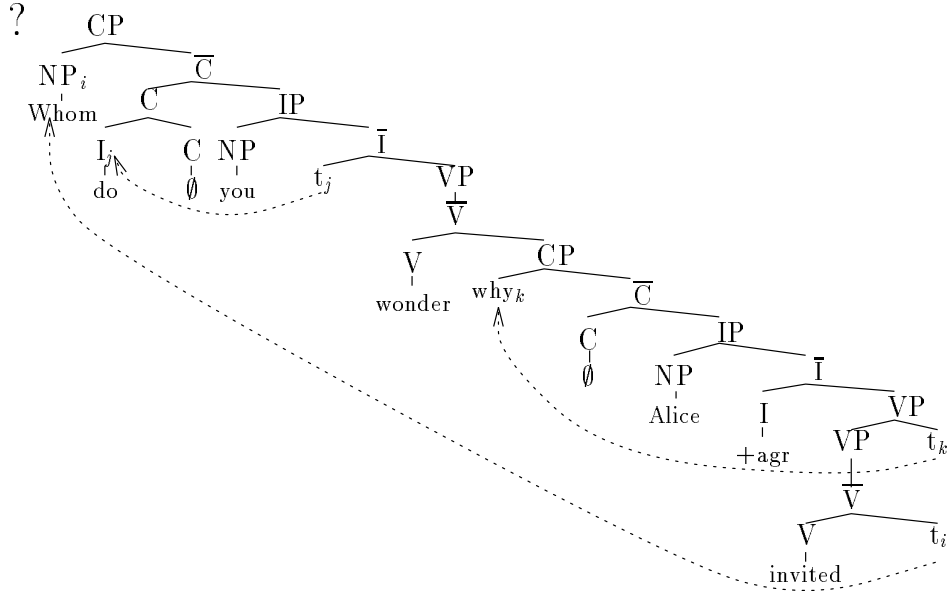 ? CP
NP_i C̅
Whom C IP
I_j C NP I̅
do ∅ you t_j VP
V̅
V CP
wonder why_k C̅
C IP
∅ NP I̅
Alice I VP
+agr VP t_k
V̅
V t_i
invited